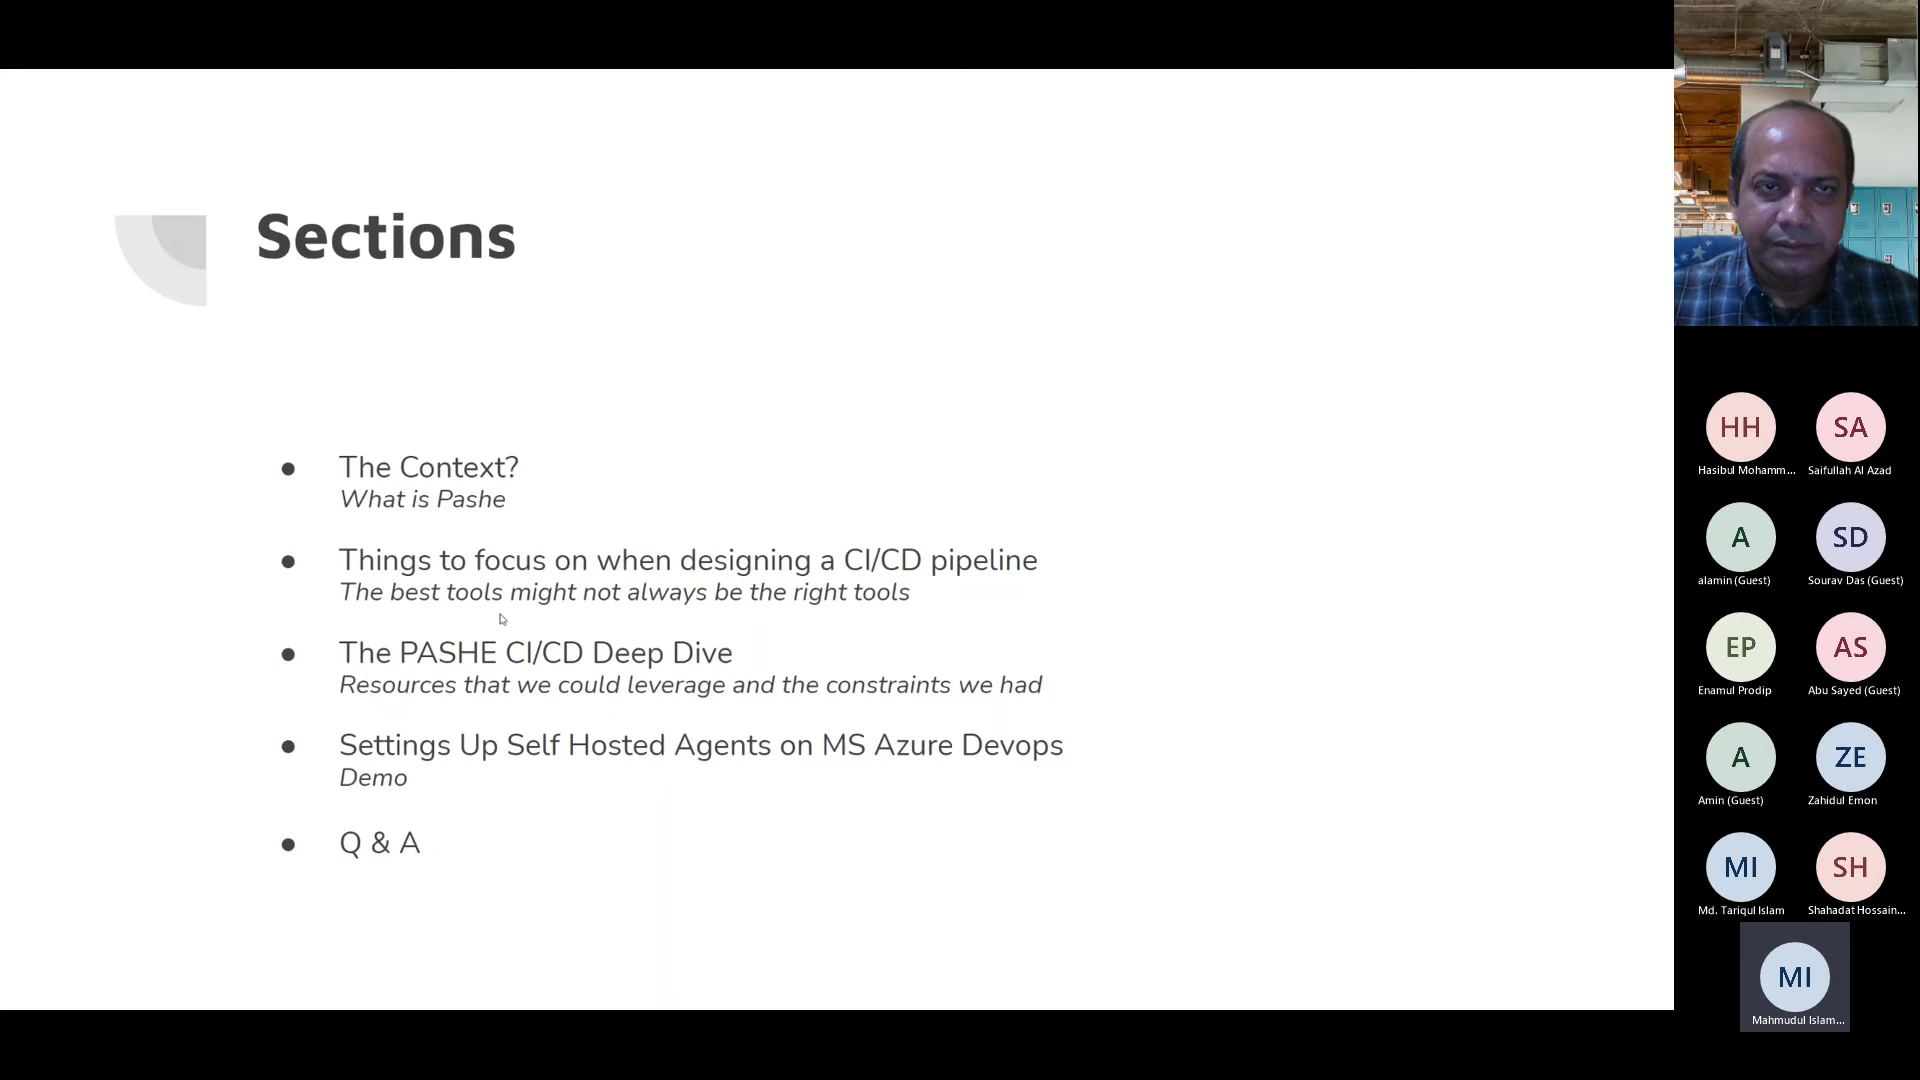 Sections
● The Context?
What is Pashe
● Things to focus on when designing a CI/CD pipeline
The best tools might not always be the right tools
● The PASHE CI/CD Deep Dive
Resources that we could leverage and the constraints we had
● Settings Up Self Hosted Agents on MS Azure Devops
Demo
● Q & A
HH
Hasibul Mohamm...
SA
Saifullah Al Azad
A
alamin (Guest)
SD
Sourav Das (Guest)
EP
Enamul Prodip
AS
Abu Sayed (Guest)
A
Amin (Guest)
ZE
Zahidul Emon
MI
Md. Tariqul Islam
SH
Shahadat Hossain...
MI
Mahmudul Islam...